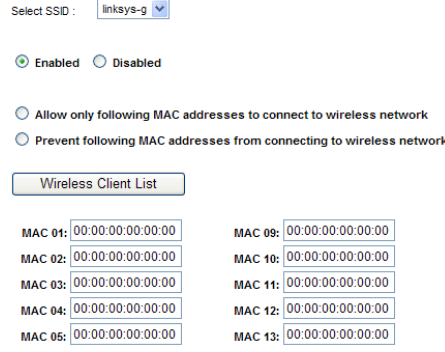 Select SSID : linksys-g
Enabled Disabled
Allow only following MAC addresses to connect to wireless network
Prevent following MAC addresses from connecting to wireless network
Wireless Client List
MAC 01: 00:00:00:00:00:00 MAC 09: 00:00:00:00:00:00
MAC 02: 00:00:00:00:00:00 MAC 10: 00:00:00:00:00:00
MAC 03: 00:00:00:00:00:00 MAC 11: 00:00:00:00:00:00
MAC 04: 00:00:00:00:00:00 MAC 12: 00:00:00:00:00:00
MAC 05: 00:00:00:00:00:00 MAC 13: 00:00:00:00:00:00